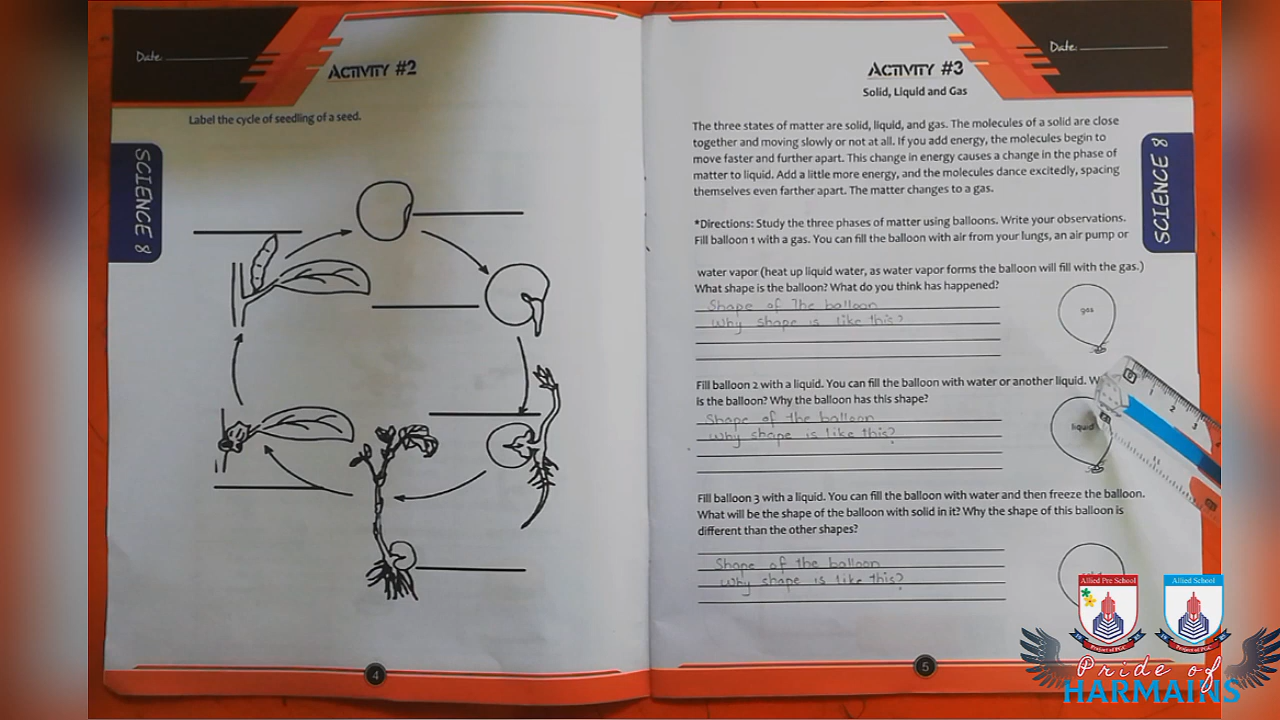 Date
ACTIVITY #2
Label the cycle of seedling of a seed.
SCIENCE 8
4
Date
ACTIVITY #3
Solid, Liquid and Gas
The three states of matter are solid, liquid, and gas. The molecules of a solid are close
together and moving slowly or not at all. If you add energy, the molecules begin to
move faster and further apart. This change in energy causes a change in the phase of
matter to liquid. Add a little more energy, and the molecules dance excitedly, spacing
themselves even farther apart. The matter changes to a gas.
SCIENCE 8
*Directions: Study the three phases of matter using balloons. Write your observations.
Fill balloon 1 with a gas. You can fill the balloon with air from your lungs, an air pump or
water vapor (heat up liquid water, as water vapor forms the balloon will fill with the gas.)
What shape is the balloon? What do you think has happened?
Shape of The balloon
Why shape is like this?
gas
Fill balloon 2 with a liquid. You can fill the balloon with water or another liquid.
is the balloon? Why the balloon has this shape?
Shape of the balloon
Why shape is like this?
liquid
1 2 3
11
Fill balloon 3 with a liquid. You can fill the balloon with water and then freeze the balloon.
What will be the shape of the balloon with solid in it? Why the shape of this balloon is
different than the other shapes?
Shape of the balloon
Why shape is like this?
5
Allied Pre School
Project of PGC
Allied School
Project of PGC
Pride of
HARMAINS